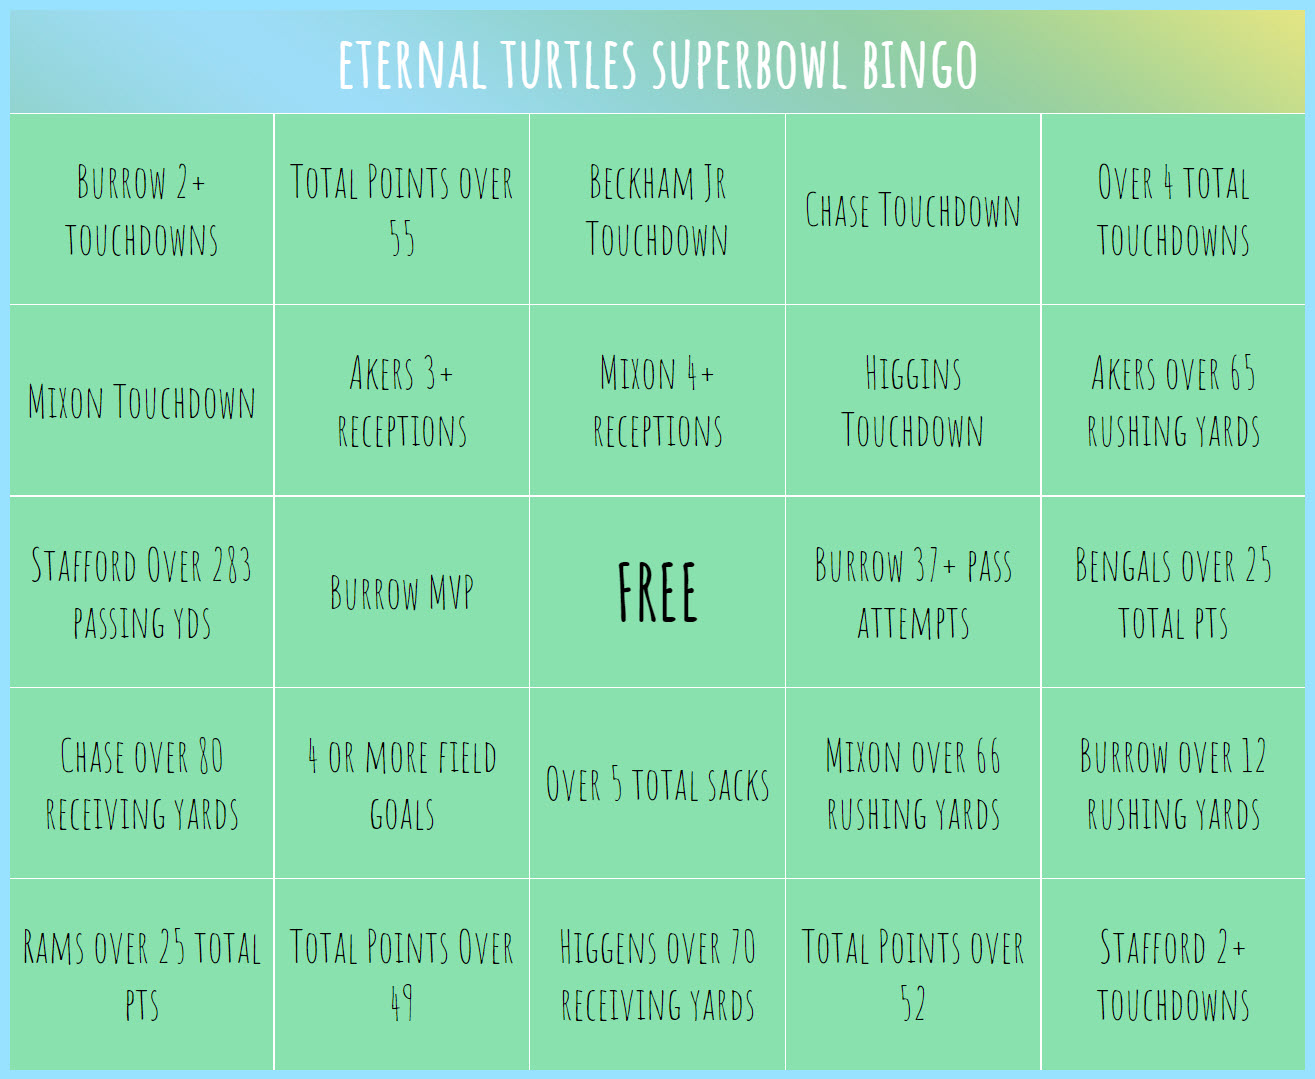 ETERNAL TURTLES SUPERBOWL BINGO
BURROW 2+
TOUCHDOWNS
TOTAL POINTS OVER
55
BECKHAM JR
TOUCHDOWN
CHASE TOUCHDOWN
OVER 4 TOTAL
TOUCHDOWNS
MIXON TOUCHDOWN
AKERS 3+
RECEPTIONS
MIXON 4+
RECEPTIONS
HIGGINS
TOUCHDOWN
AKERS OVER 65
RUSHING YARDS
STAFFORD OVER 283
PASSING YDS
BURROW MVP
FREE
BURROW 37+ PASS
ATTEMPTS
BENGALS OVER 25
TOTAL PTS
CHASE OVER 80
RECEIVING YARDS
4 OR MORE FIELD
GOALS
OVER 5 TOTAL SACKS
MIXON OVER 66
RUSHING YARDS
BURROW OVER 12
RUSHING YARDS
RAMS OVER 25 TOTAL
PTS
TOTAL POINTS OVER
49
HIGGENS OVER 70
RECEIVING YARDS
TOTAL POINTS OVER
52
STAFFORD 2+
TOUCHDOWNS